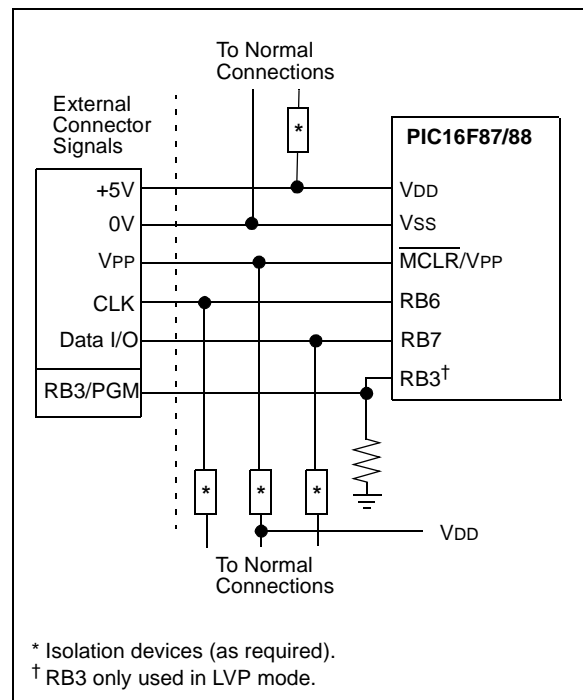 To Normal
Connections
External
Connector
Signals
*
PIC16F87/88
+5V
VDD
0V
VSS
VPP
MCLR/VPP
CLK
RB6
Data I/O
RB7
RB3†
RB3/PGM
*
*
*
VDD
To Normal
Connections
* Isolation devices (as required).
† RB3 only used in LVP mode.